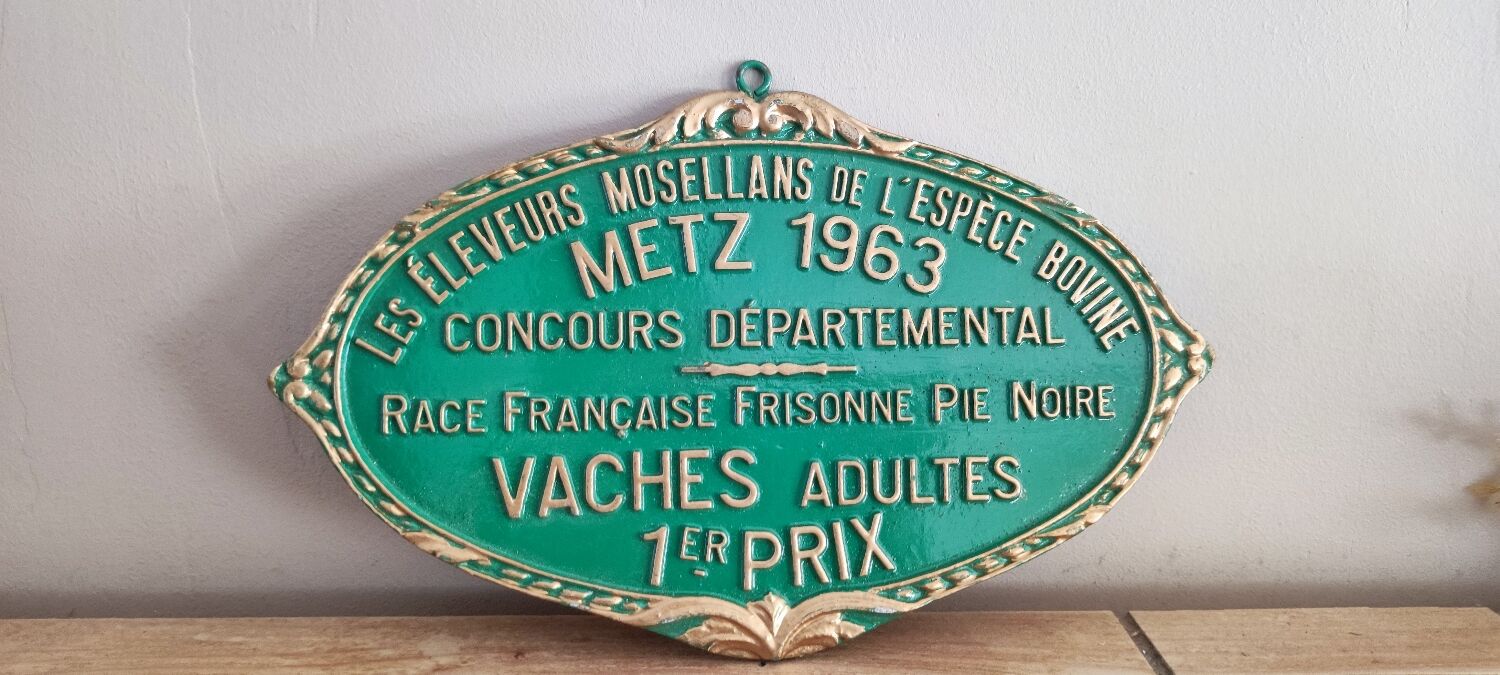 LES ÉLEVEURS MOSELLANS DE L'ESPÈCE BOVINE
METZ 1963
CONCOURS DÉPARTEMENTAL
RACE FRANÇAISE FRISONNE PIE NOIRE
VACHES ADULTES
1ER PRIX